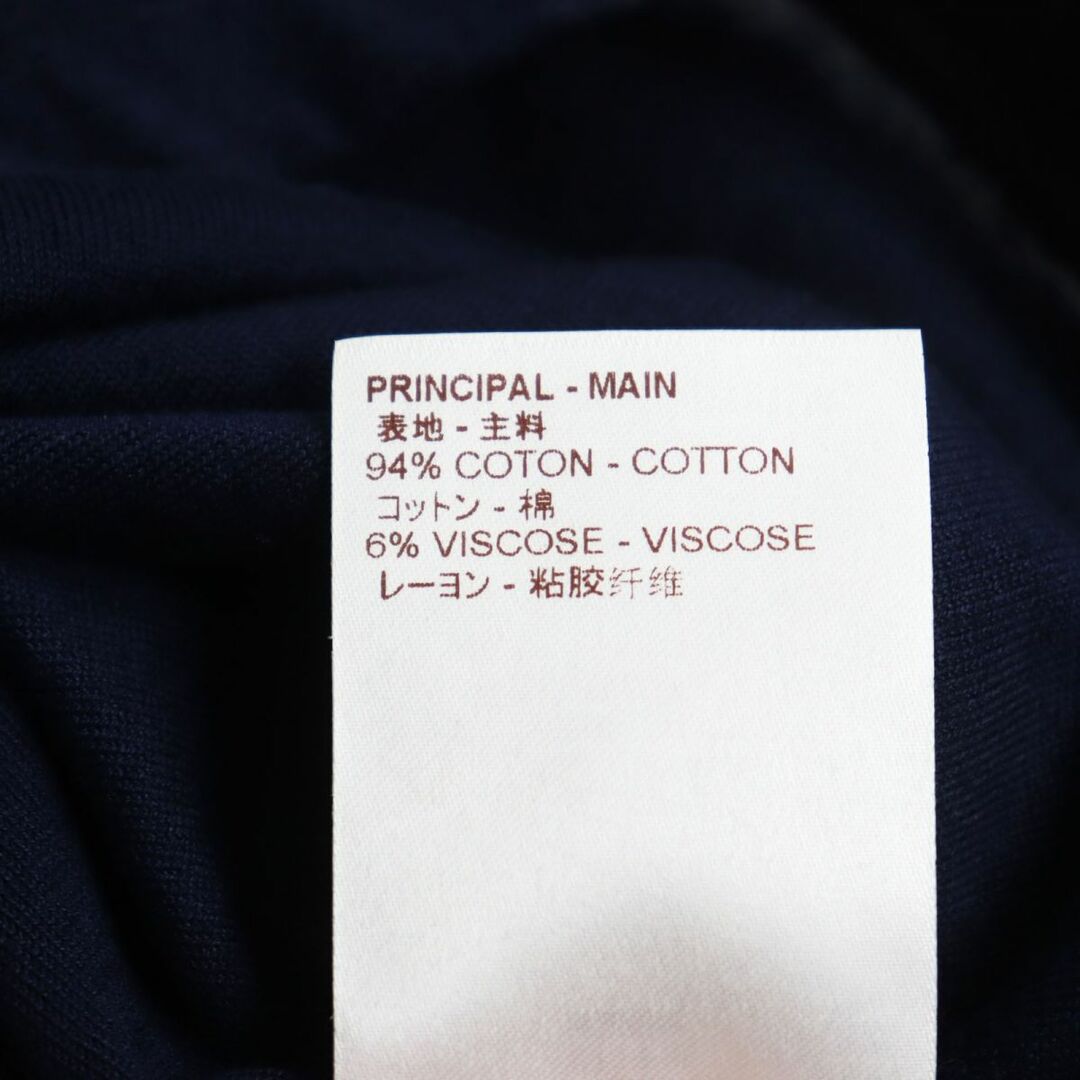 PRINCIPAL - MAIN
表地 - 主料
94% COTON - COTTON
コットン - 棉
6% VISCOSE - VISCOSE
レーヨン - 粘胶纤维